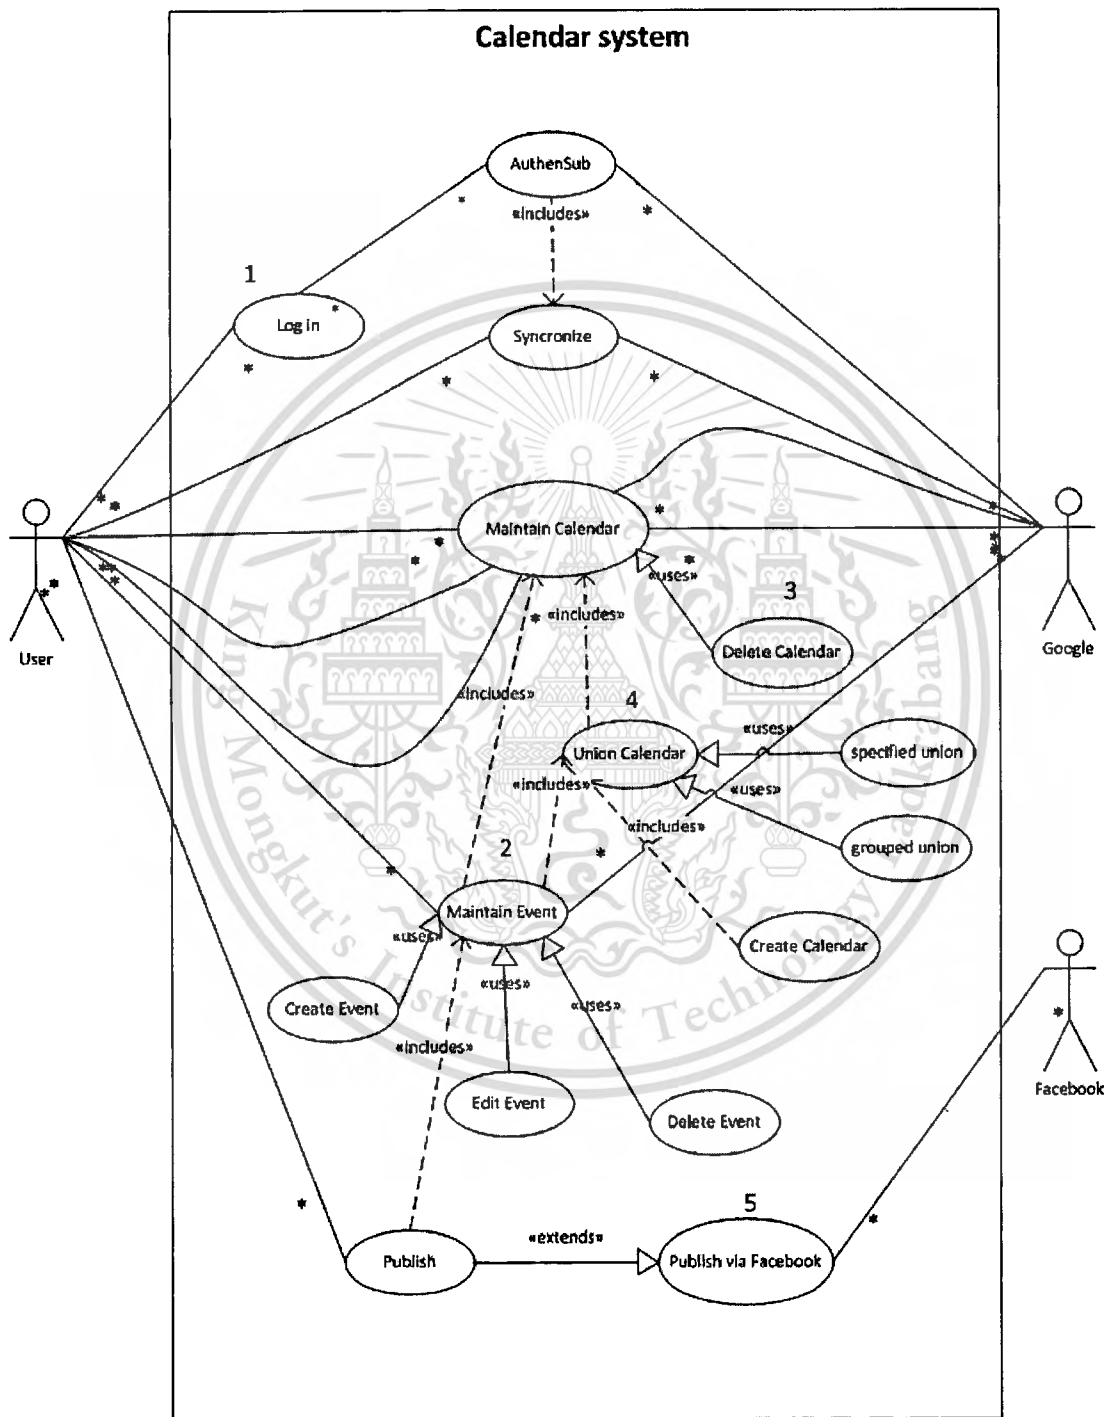 Calendar system
AuthenSub
«includes»
*
*
1
Log in
*
*
Syncronize
*
*
*
*
Maintain Calendar
*
*
*
*
*
*
*
*
*
*
*
*
*
*
«uses»
3
User
Google
«includes»
*
Delete Calendar
«includes»
4
Union Calendar
«uses»
specified union
«includes»
«uses»
«includes»
grouped union
2
*
*
Maintain Event
«uses»
Create Calendar
«uses»
«uses»
Create Event
*
«includes»
Edit Event
Delete Event
Facebook
*
5
*
Publish
«extends»
Publish via Facebook
King Mongkut's Institute of Technology Ladkrabang